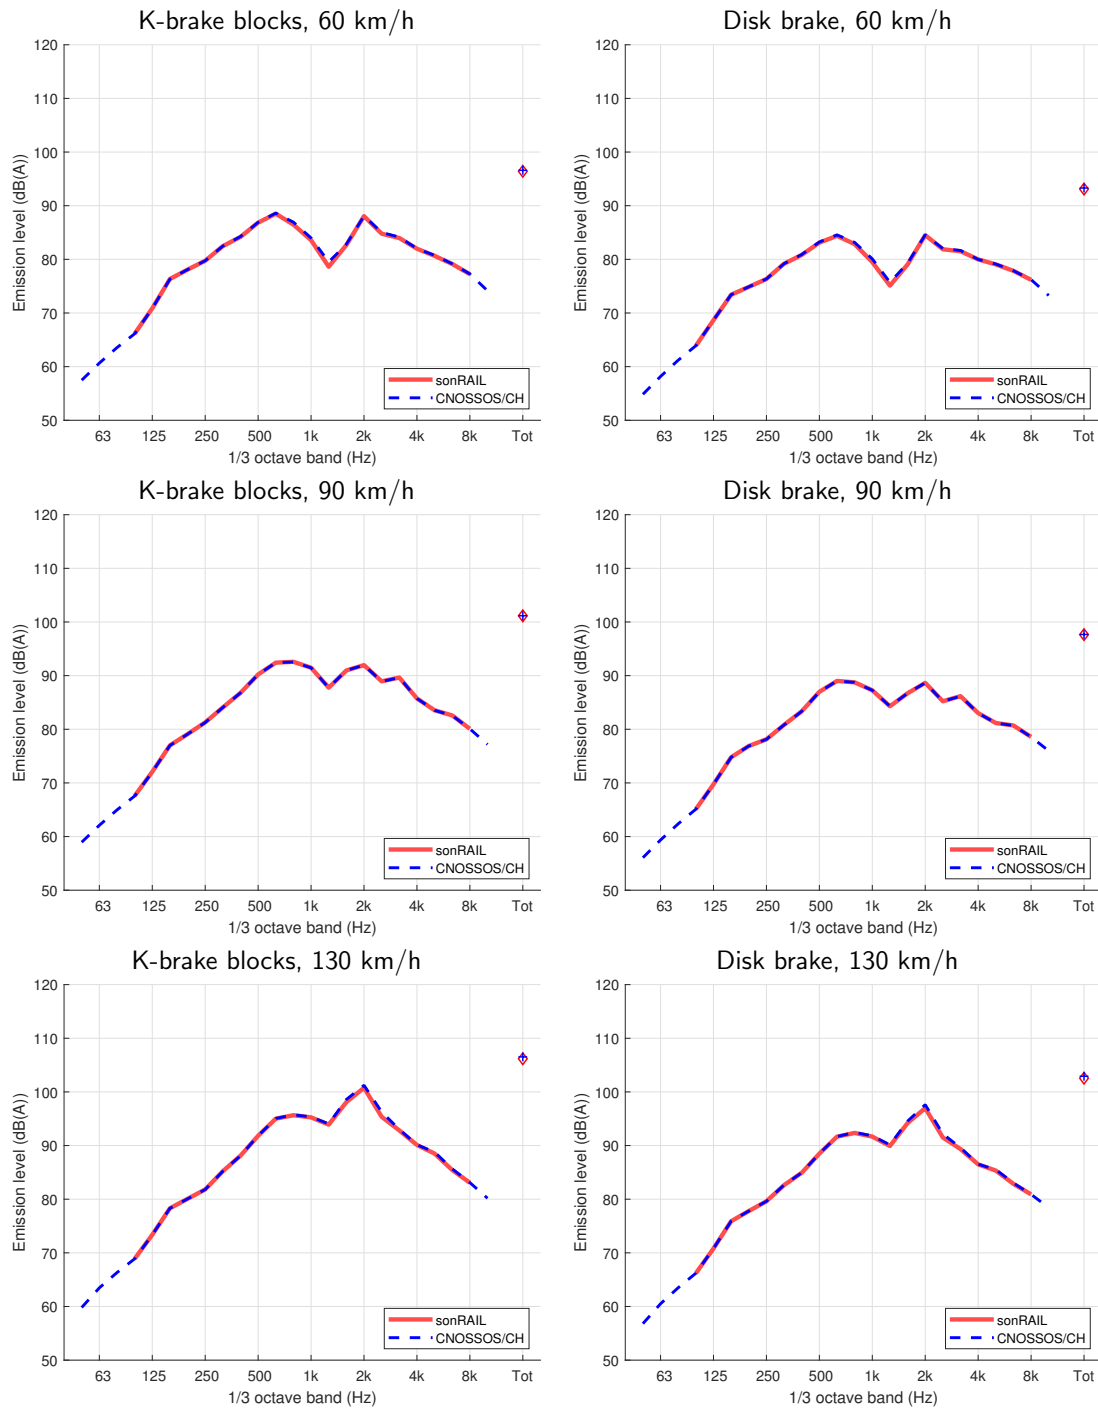 K-brake blocks, 60 km/h
120
110
100
90
80
70
60
50
Emission level (dB(A))
sonRAIL
CNOSSOS/CH
63 125 250 500 1k 2k 4k 8k Tot
1/3 octave band (Hz)
Disk brake, 60 km/h
120
110
100
90
80
70
60
50
Emission level (dB(A))
sonRAIL
CNOSSOS/CH
63 125 250 500 1k 2k 4k 8k Tot
1/3 octave band (Hz)
K-brake blocks, 90 km/h
120
110
100
90
80
70
60
50
Emission level (dB(A))
sonRAIL
CNOSSOS/CH
63 125 250 500 1k 2k 4k 8k Tot
1/3 octave band (Hz)
Disk brake, 90 km/h
120
110
100
90
80
70
60
50
Emission level (dB(A))
sonRAIL
CNOSSOS/CH
63 125 250 500 1k 2k 4k 8k Tot
1/3 octave band (Hz)
K-brake blocks, 130 km/h
120
110
100
90
80
70
60
50
Emission level (dB(A))
sonRAIL
CNOSSOS/CH
63 125 250 500 1k 2k 4k 8k Tot
1/3 octave band (Hz)
Disk brake, 130 km/h
120
110
100
90
80
70
60
50
Emission level (dB(A))
sonRAIL
CNOSSOS/CH
63 125 250 500 1k 2k 4k 8k Tot
1/3 octave band (Hz)